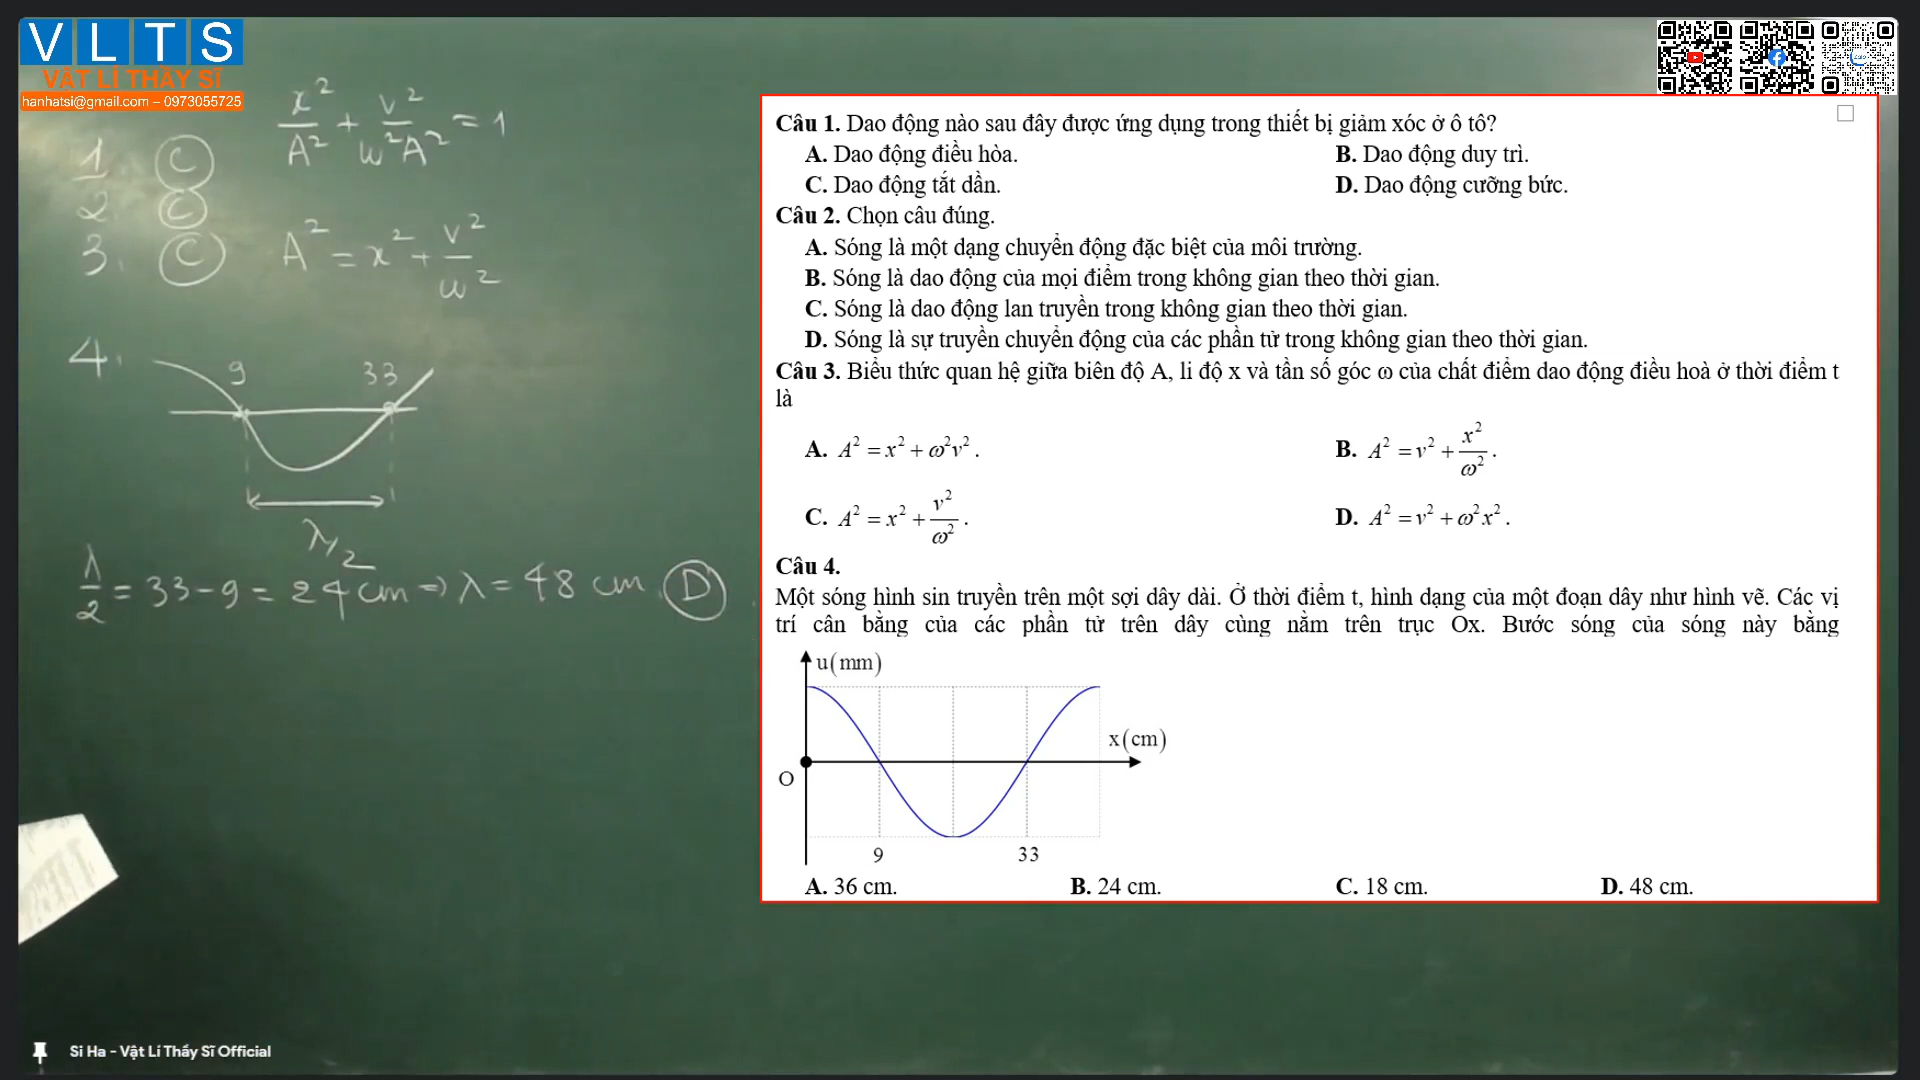 VLTS
VẬT LÍ THẦY SĨ
hanhatsi@gmail.com – 0973055725
x²/A² + v²/ω²A² = 1
1 C
2 C
3. C
A² = x² + v²/ω²
4.
9 33
λ/2
λ/2 = 33 - 9 = 24 cm ⇒ λ = 48 cm. D
Câu 1. Dao động nào sau đây được ứng dụng trong thiết bị giảm xóc ở ô tô?
A. Dao động điều hòa. B. Dao động duy trì.
C. Dao động tắt dần. D. Dao động cưỡng bức.
Câu 2. Chọn câu đúng.
A. Sóng là một dạng chuyển động đặc biệt của môi trường.
B. Sóng là dao động của mọi điểm trong không gian theo thời gian.
C. Sóng là dao động lan truyền trong không gian theo thời gian.
D. Sóng là sự truyền chuyển động của các phần tử trong không gian theo thời gian.
Câu 3. Biểu thức quan hệ giữa biên độ A, li độ x và tần số góc ω của chất điểm dao động điều hoà ở thời điểm t
là
A. A² = x² + ω²v². B. A² = v² + x²/ω².
C. A² = x² + v²/ω². D. A² = v² + ω²x².
Câu 4.
Một sóng hình sin truyền trên một sợi dây dài. Ở thời điểm t, hình dạng của một đoạn dây như hình vẽ. Các vị
trí cân bằng của các phần tử trên dây cùng nằm trên trục Ox. Bước sóng của sóng này bằng
u(mm)
x(cm)
O
9 33
A. 36 cm. B. 24 cm. C. 18 cm. D. 48 cm.
Si Ha - Vật Lí Thầy Sĩ Official